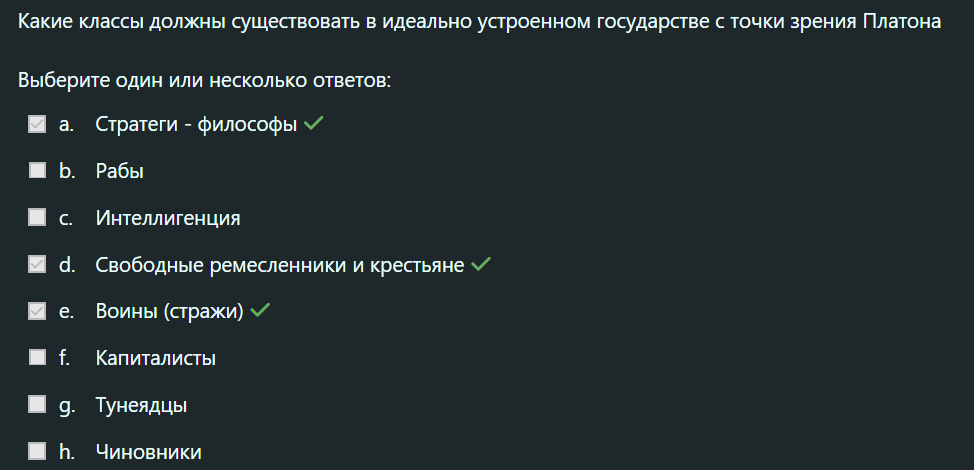 Какие классы должны существовать в идеально устроенном государстве с точки зрения Платона
Выберите один или несколько ответов:
a. Стратеги - философы
b. Рабы
c. Интеллигенция
d. Свободные ремесленники и крестьяне
e. Воины (стражи)
f. Капиталисты
g. Тунеядцы
h. Чиновники